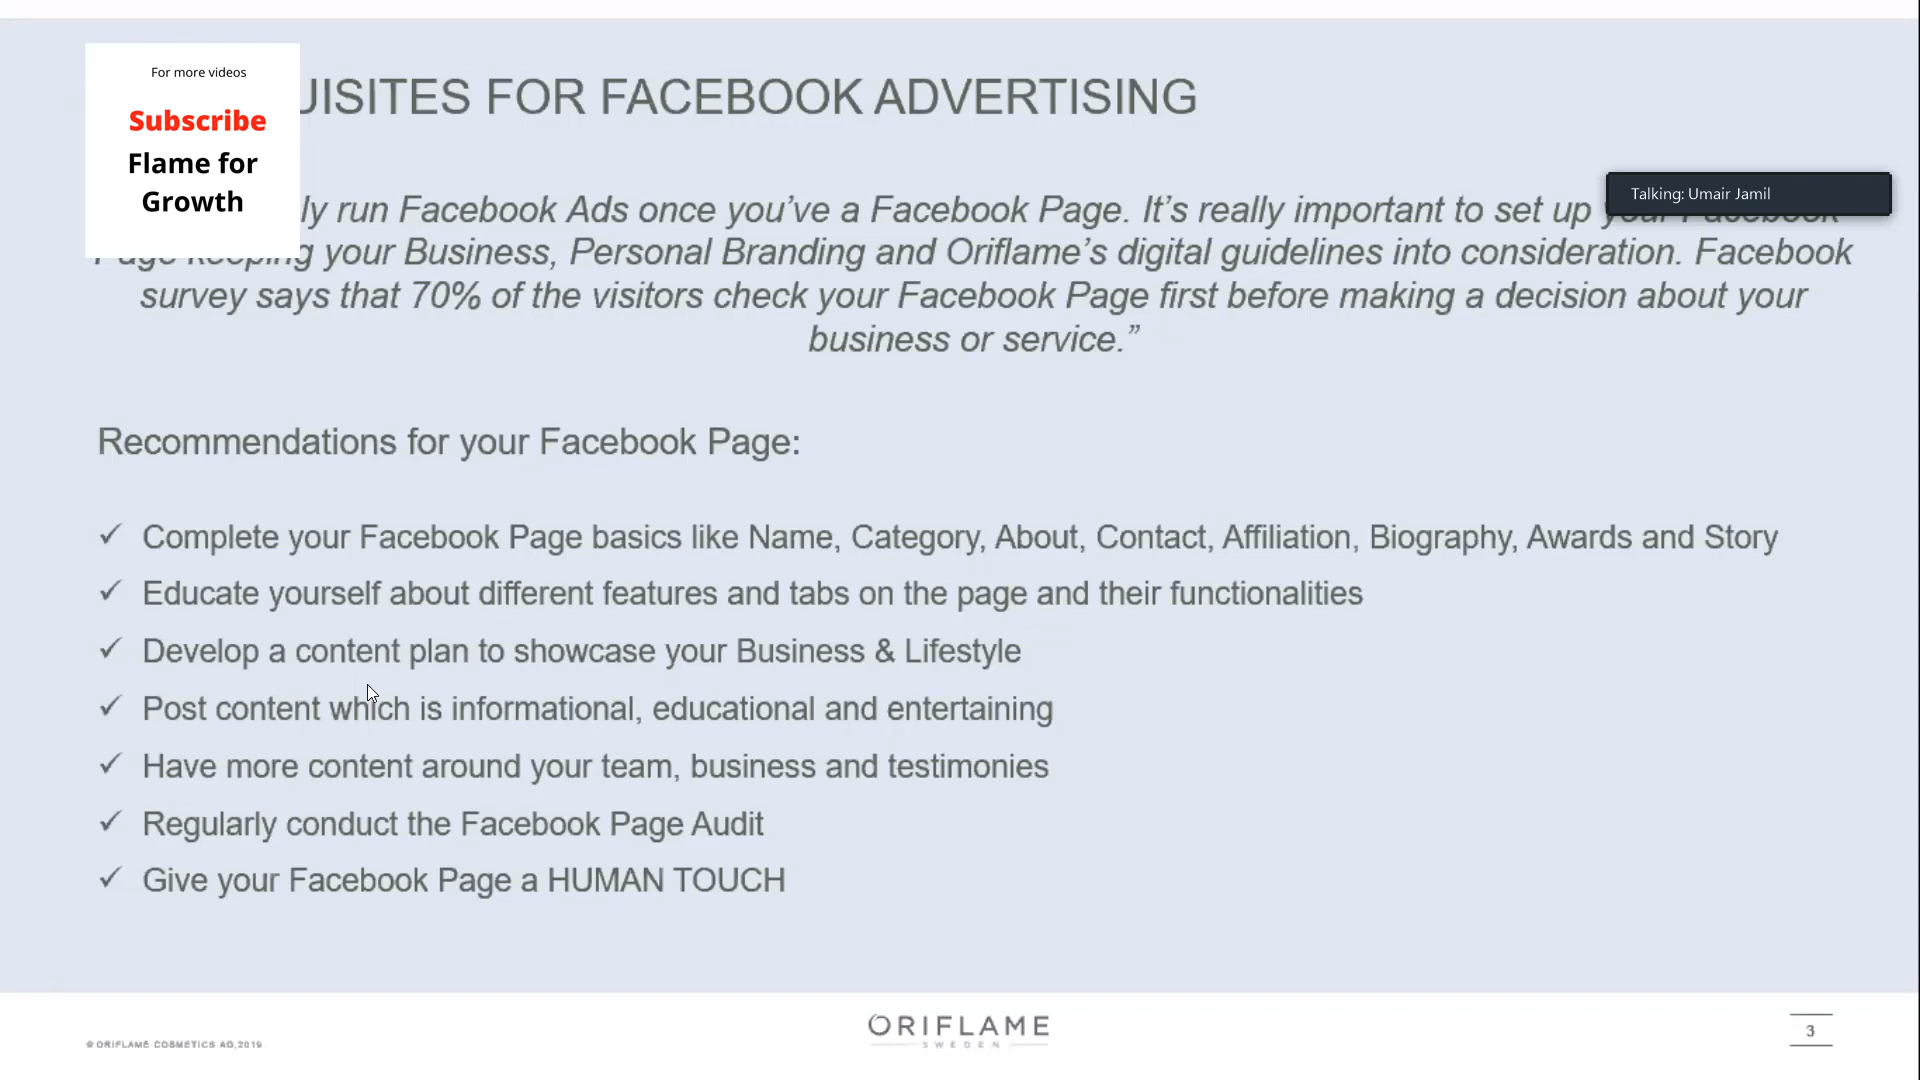 For more videos
Subscribe
Flame for
Growth
UISITES FOR FACEBOOK ADVERTISING
Talking: Umair Jamil
ly run Facebook Ads once you’ve a Facebook Page. It’s really important to set up your Facebook
Page keeping your Business, Personal Branding and Oriflame’s digital guidelines into consideration. Facebook
survey says that 70% of the visitors check your Facebook Page first before making a decision about your
business or service.”
Recommendations for your Facebook Page:
✓ Complete your Facebook Page basics like Name, Category, About, Contact, Affiliation, Biography, Awards and Story
✓ Educate yourself about different features and tabs on the page and their functionalities
✓ Develop a content plan to showcase your Business & Lifestyle
✓ Post content which is informational, educational and entertaining
✓ Have more content around your team, business and testimonies
✓ Regularly conduct the Facebook Page Audit
✓ Give your Facebook Page a HUMAN TOUCH
© ORIFLAME COSMETICS AG, 2019
ORIFLAME
SWEDEN
3